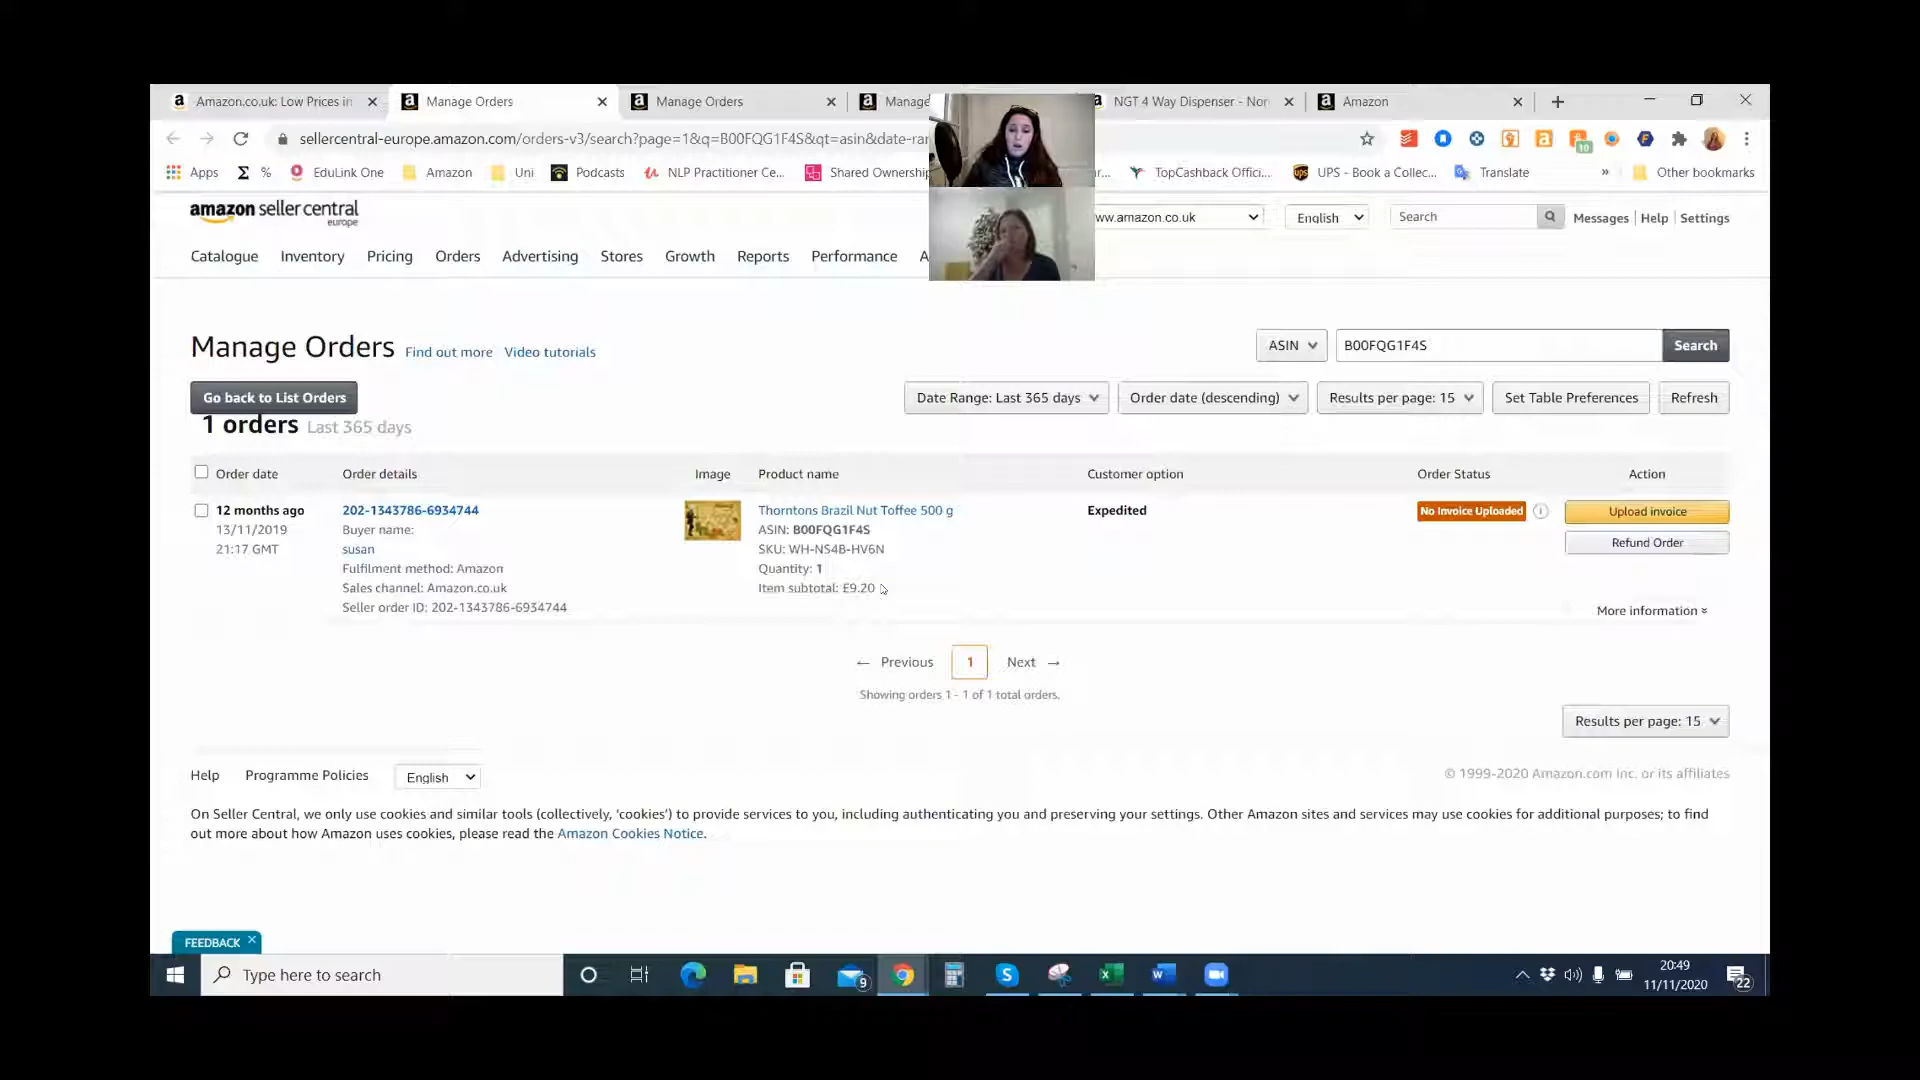 Amazon.co.uk: Low Prices in
Manage Orders
Manage Orders
Manage
NGT 4 Way Dispenser - Nor
Amazon
sellercentral-europe.amazon.com/orders-v3/search?page=1&q=B00FQG1F4S&qt=asin&date-ran
10
Apps
%
EduLink One
Amazon
Uni
Podcasts
NLP Practitioner Ce...
Shared Ownership
r...
TopCashback Offici...
UPS - Book a Collec...
Translate
»
Other bookmarks
amazon seller central
europe
ww.amazon.co.uk
English
Search
Messages | Help | Settings
Catalogue
Inventory
Pricing
Orders
Advertising
Stores
Growth
Reports
Performance
A
Manage Orders
Find out more
Video tutorials
ASIN
B00FQG1F4S
Search
Go back to List Orders
Date Range: Last 365 days
Order date (descending)
Results per page: 15
Set Table Preferences
Refresh
1 orders Last 365 days
Order date
Order details
Image
Product name
Customer option
Order Status
Action
12 months ago
13/11/2019
21:17 GMT
202-1343786-6934744
Buyer name:
susan
Fulfilment method: Amazon
Sales channel: Amazon.co.uk
Seller order ID: 202-1343786-6934744
Thorntons Brazil Nut Toffee 500 g
ASIN: B00FQG1F4S
SKU: WH-NS4B-HV6N
Quantity: 1
Item subtotal: £9.20
Expedited
No Invoice Uploaded
Upload invoice
Refund Order
More information
← Previous
1
Next →
Showing orders 1 - 1 of 1 total orders.
Results per page: 15
Help
Programme Policies
English
© 1999-2020 Amazon.com Inc. or its affiliates
On Seller Central, we only use cookies and similar tools (collectively, 'cookies') to provide services to you, including authenticating you and preserving your settings. Other Amazon sites and services may use cookies for additional purposes; to find
out more about how Amazon uses cookies, please read the Amazon Cookies Notice.
FEEDBACK
Type here to search
9
20:49
11/11/2020
22